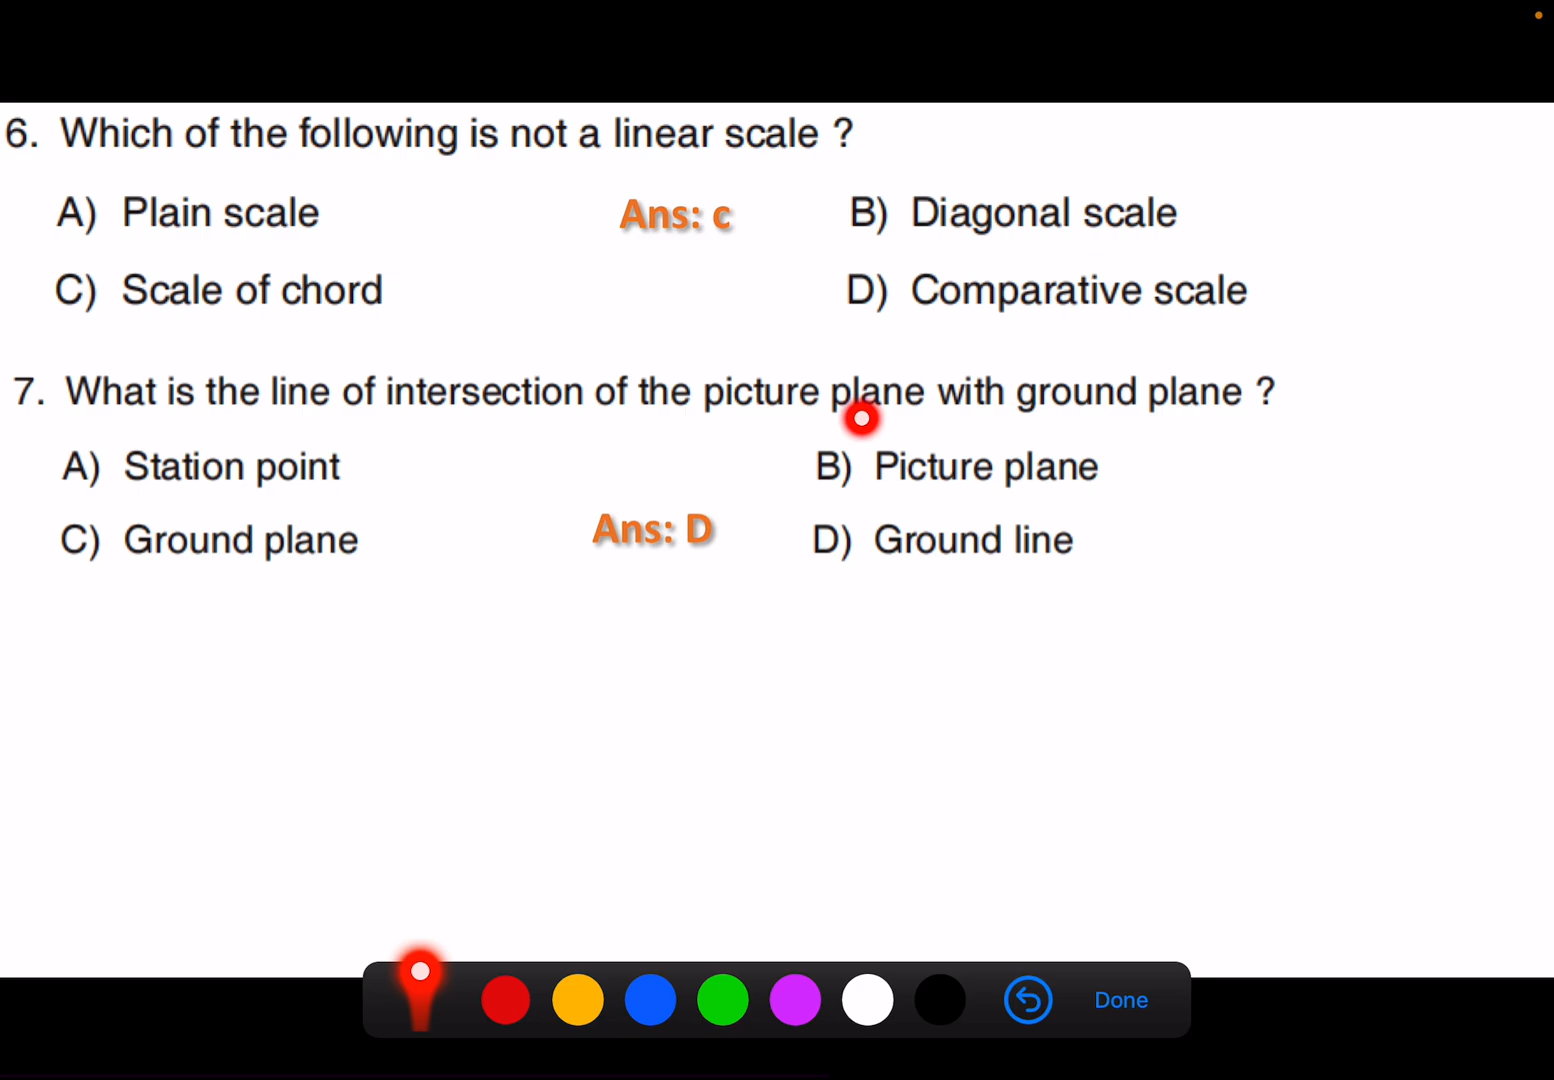 6. Which of the following is not a linear scale ?
A) Plain scale Ans: c B) Diagonal scale
C) Scale of chord D) Comparative scale
7. What is the line of intersection of the picture plane with ground plane ?
A) Station point B) Picture plane
C) Ground plane Ans: D D) Ground line
Done